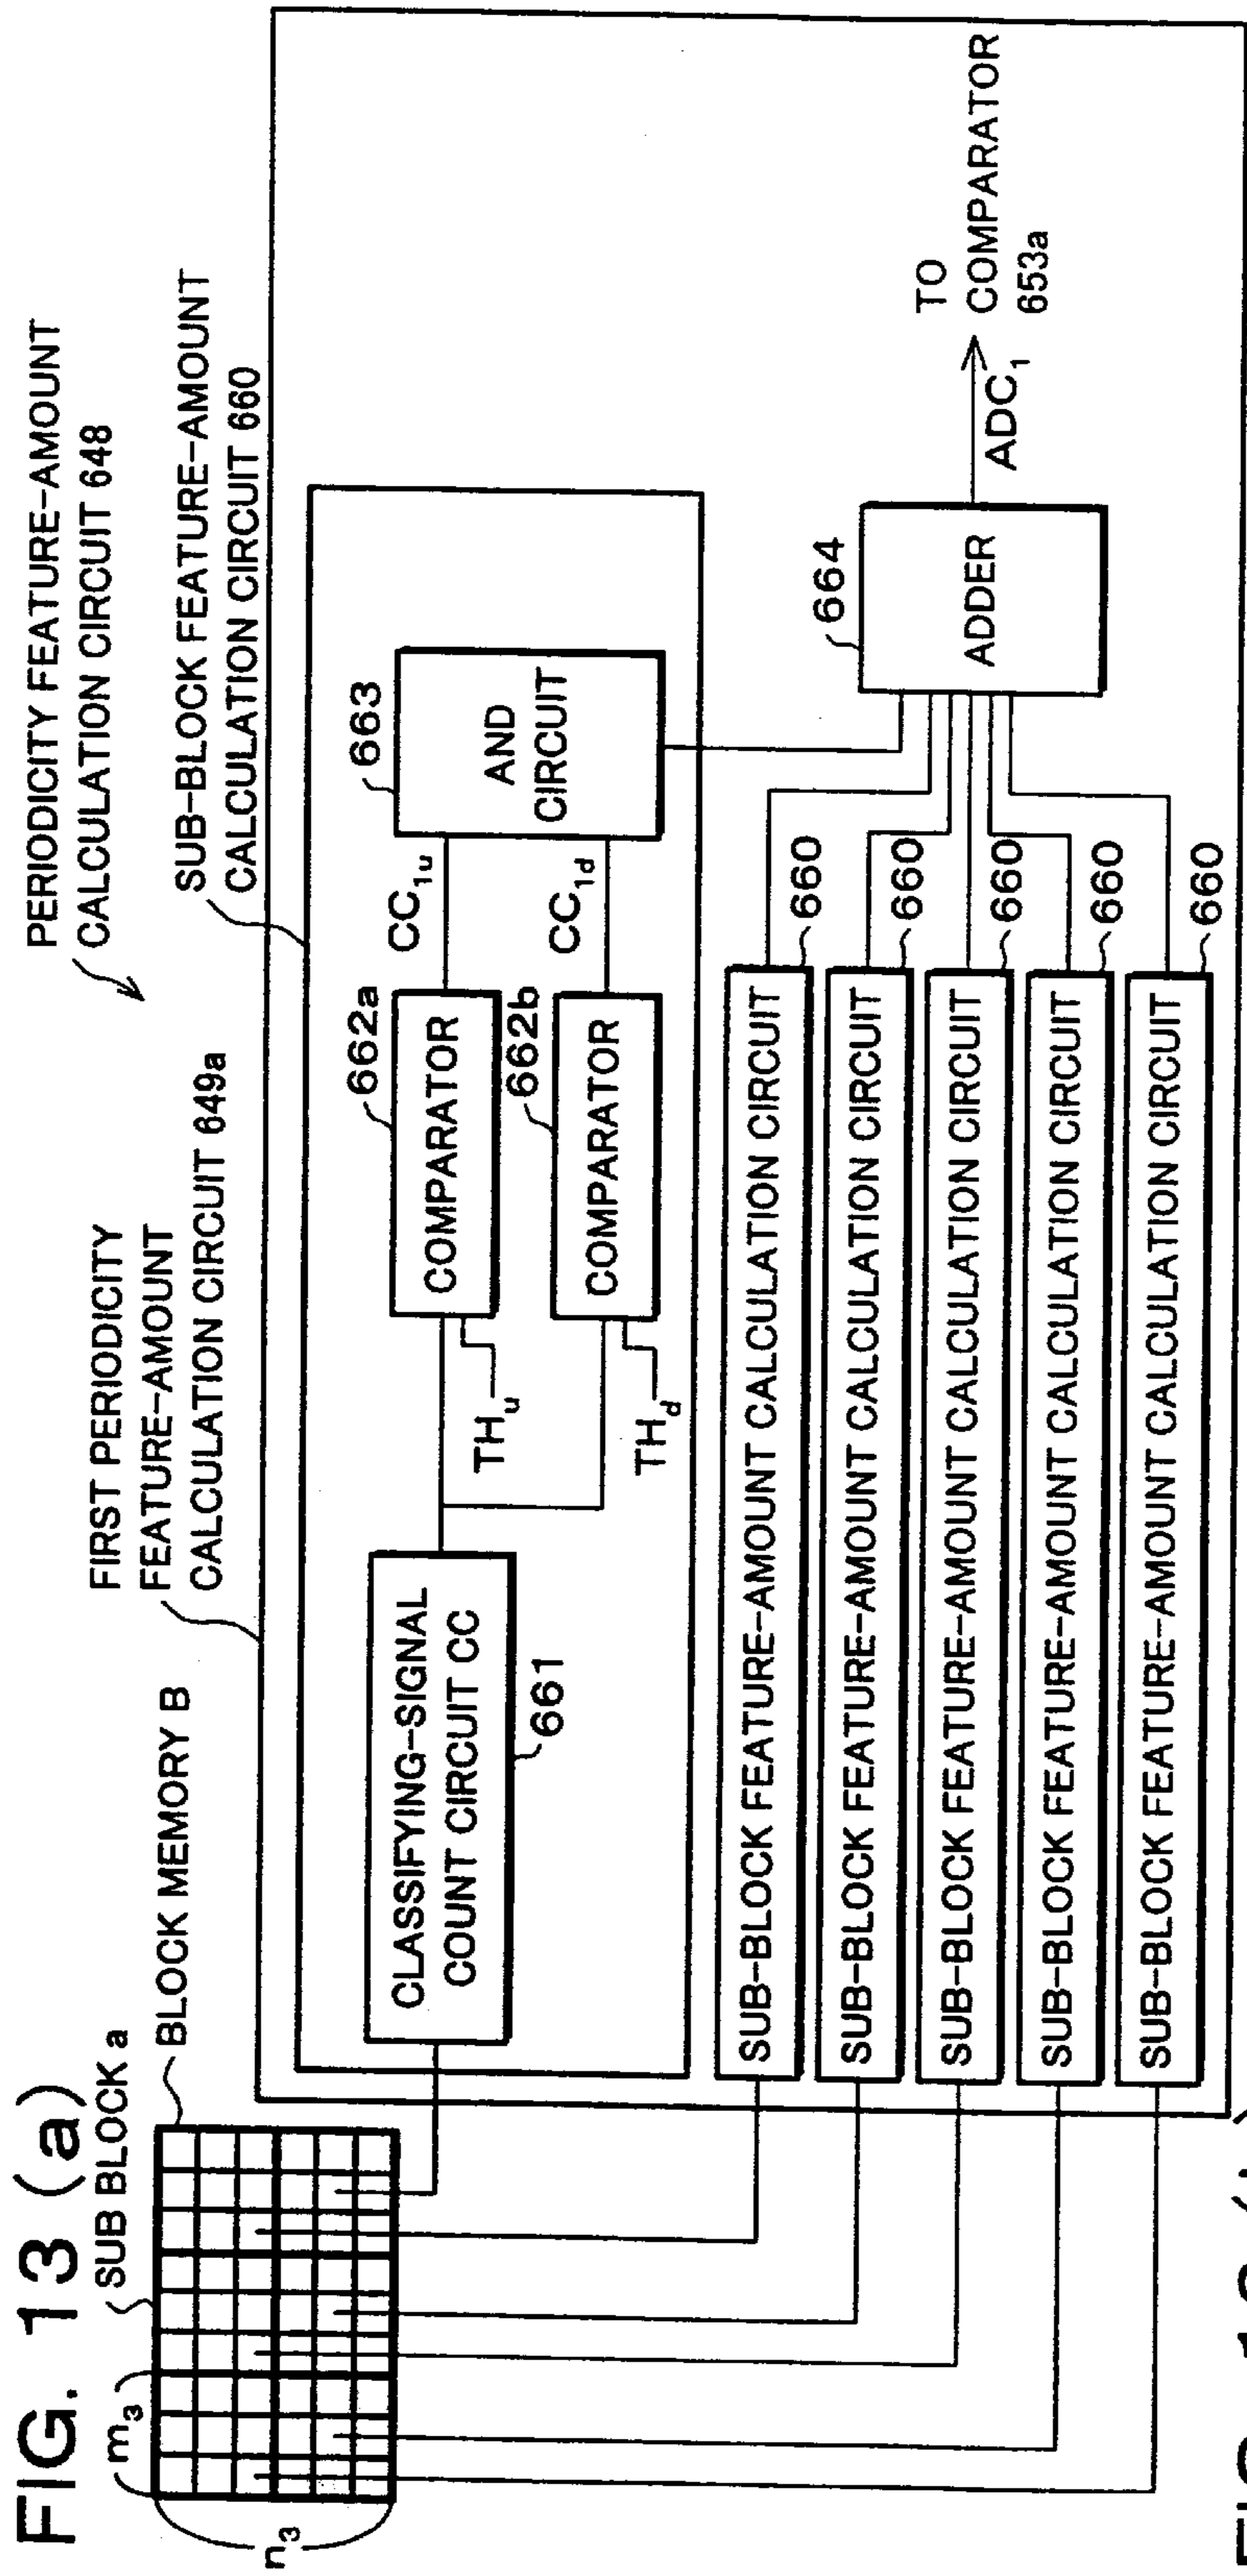 FIG. 13 (a)
SUB BLOCK a
BLOCK MEMORY B
m3
n3
PERIODICITY FEATURE-AMOUNT
CALCULATION CIRCUIT 648
FIRST PERIODICITY
FEATURE-AMOUNT
CALCULATION CIRCUIT 649a
SUB-BLOCK FEATURE-AMOUNT
CALCULATION CIRCUIT 660
CLASSIFYING-SIGNAL
COUNT CIRCUIT CC
661
THu
THd
662a
COMPARATOR
662b
COMPARATOR
CC1u
CC1d
663
AND
CIRCUIT
SUB-BLOCK FEATURE-AMOUNT CALCULATION CIRCUIT
660
SUB-BLOCK FEATURE-AMOUNT CALCULATION CIRCUIT
660
SUB-BLOCK FEATURE-AMOUNT CALCULATION CIRCUIT
660
SUB-BLOCK FEATURE-AMOUNT CALCULATION CIRCUIT
660
SUB-BLOCK FEATURE-AMOUNT CALCULATION CIRCUIT
660
664
ADDER
ADC1
TO
COMPARATOR
653a